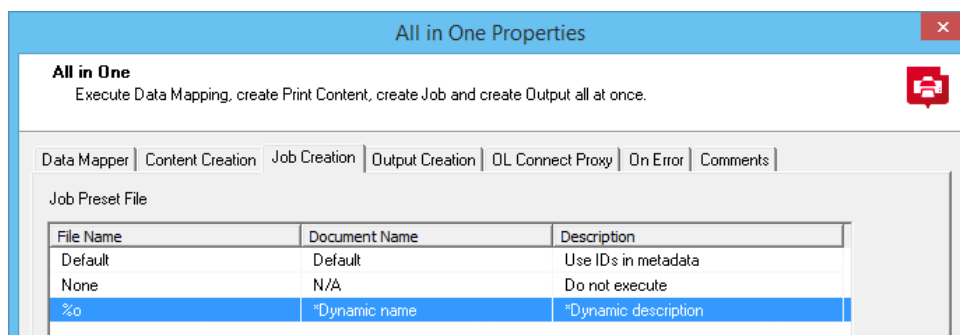 All in One Properties
All in One
Execute Data Mapping, create Print Content, create Job and create Output all at once.
Data Mapper Content Creation Job Creation Output Creation OL Connect Proxy On Error Comments
Job Preset File
File Name Document Name Description
Default Default Use IDs in metadata
None N/A Do not execute
%o *Dynamic name *Dynamic description